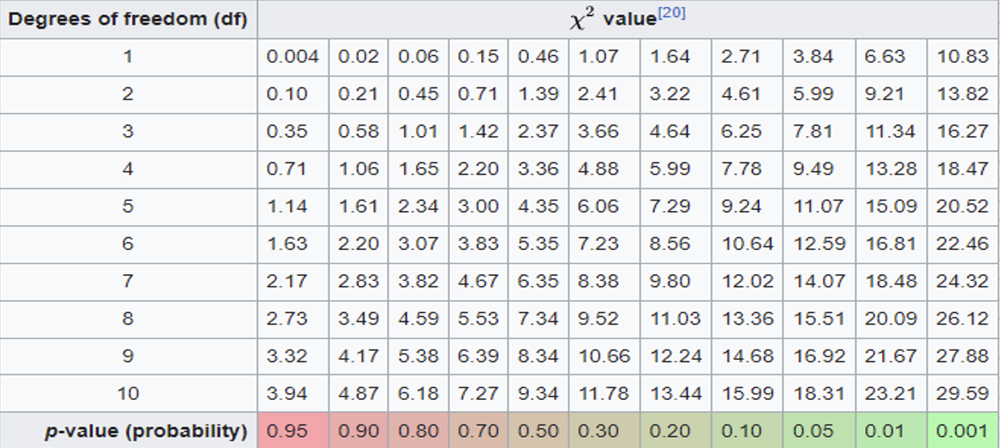 Degrees of freedom (df) χ² value[20]
1 0.004 0.02 0.06 0.15 0.46 1.07 1.64 2.71 3.84 6.63 10.83
2 0.10 0.21 0.45 0.71 1.39 2.41 3.22 4.61 5.99 9.21 13.82
3 0.35 0.58 1.01 1.42 2.37 3.66 4.64 6.25 7.81 11.34 16.27
4 0.71 1.06 1.65 2.20 3.36 4.88 5.99 7.78 9.49 13.28 18.47
5 1.14 1.61 2.34 3.00 4.35 6.06 7.29 9.24 11.07 15.09 20.52
6 1.63 2.20 3.07 3.83 5.35 7.23 8.56 10.64 12.59 16.81 22.46
7 2.17 2.83 3.82 4.67 6.35 8.38 9.80 12.02 14.07 18.48 24.32
8 2.73 3.49 4.59 5.53 7.34 9.52 11.03 13.36 15.51 20.09 26.12
9 3.32 4.17 5.38 6.39 8.34 10.66 12.24 14.68 16.92 21.67 27.88
10 3.94 4.87 6.18 7.27 9.34 11.78 13.44 15.99 18.31 23.21 29.59
p-value (probability) 0.95 0.90 0.80 0.70 0.50 0.30 0.20 0.10 0.05 0.01 0.001